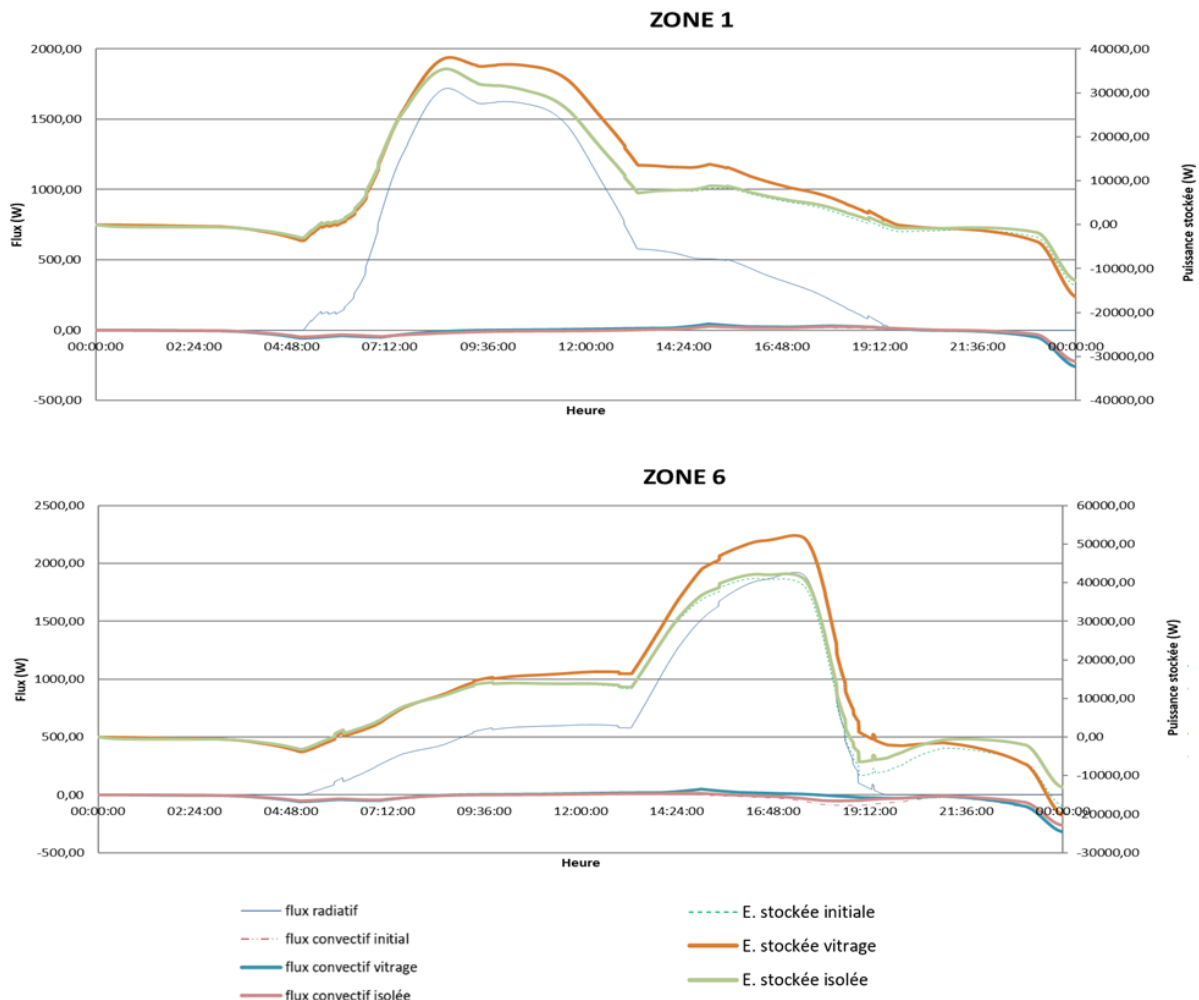 ZONE 1
2000,00
1500,00
1000,00
500,00
0,00
-500,00
Flux (W)
40000,00
30000,00
20000,00
10000,00
0,00
-10000,00
-20000,00
-30000,00
-40000,00
Puissance stockée (W)
00:00:00 02:24:00 04:48:00 07:12:00 09:36:00 12:00:00 14:24:00 16:48:00 19:12:00 21:36:00 00:00:00
Heure
ZONE 6
2500,00
2000,00
1500,00
1000,00
500,00
0,00
-500,00
Flux (W)
60000,00
50000,00
40000,00
30000,00
20000,00
10000,00
0,00
-10000,00
-20000,00
-30000,00
Puissance stockée (W)
00:00:00 02:24:00 04:48:00 07:12:00 09:36:00 12:00:00 14:24:00 16:48:00 19:12:00 21:36:00 00:00:00
Heure
flux radiatif
flux convectif initial
flux convectif vitrage
flux convectif isolée
E. stockée initiale
E. stockée vitrage
E. stockée isolée